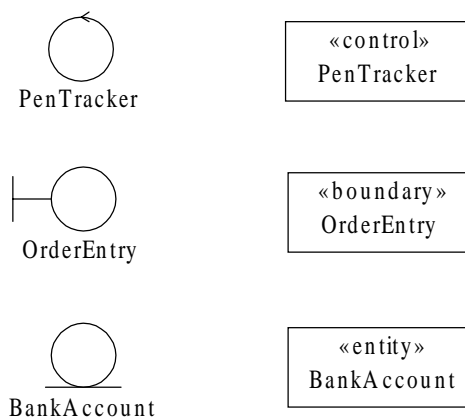 «control»
PenTracker
PenTracker
«boundary»
OrderEntry
OrderEntry
«entity»
BankAccount
BankAccount